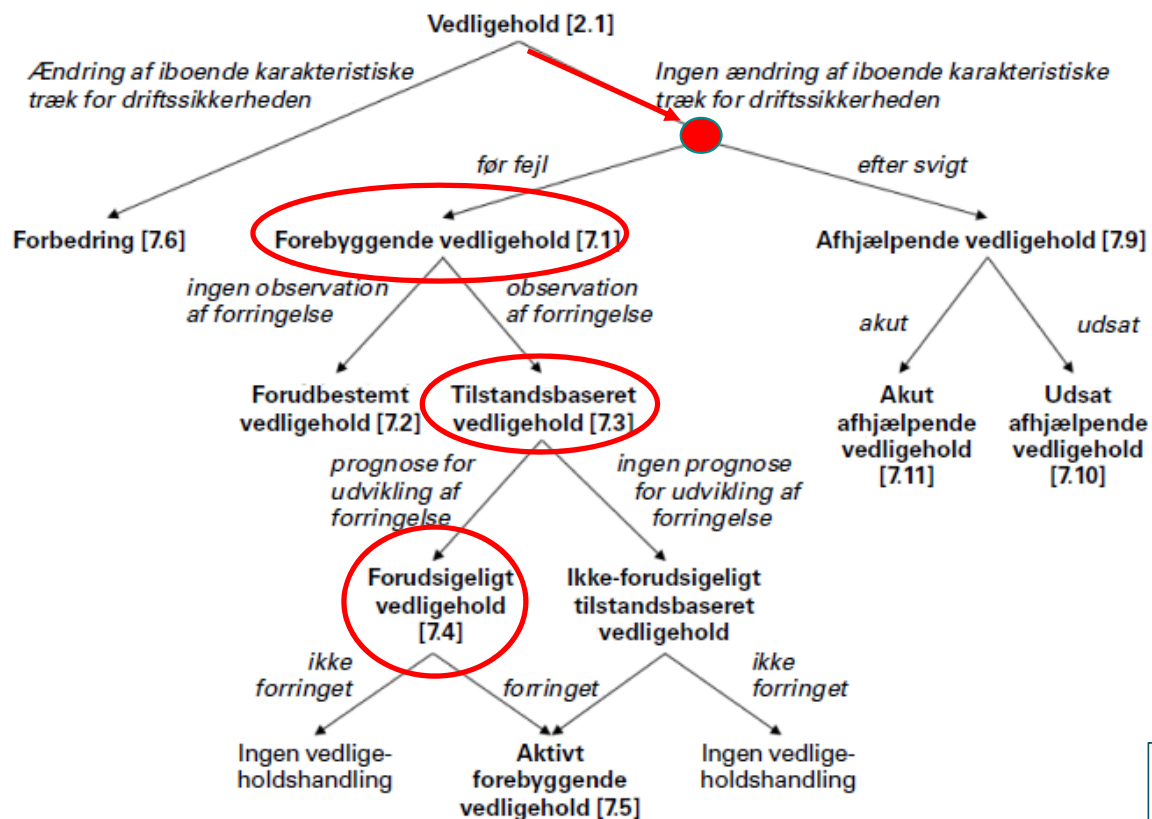 Vedligehold [2.1]
Ændring af iboende karakteristiske
træk for driftssikkerheden
Ingen ændring af iboende karakteristiske
træk for driftssikkerheden
før fejl
efter svigt
Forbedring [7.6]
Forebyggende vedligehold [7.1]
Afhjælpende vedligehold [7.9]
ingen observation
af forringelse
observation
af forringelse
akut
udsat
Forudbestemt
vedligehold [7.2]
Tilstandsbaseret
vedligehold [7.3]
Akut
afhjælpende
vedligehold
[7.11]
Udsat
afhjælpende
vedligehold
[7.10]
prognose for
udvikling af
forringelse
ingen prognose
for udvikling af
forringelse
Forudsigeligt
vedligehold
[7.4]
Ikke-forudsigeligt
tilstandsbaseret
vedligehold
ikke
forringet
forringet
ikke
forringet
Ingen vedlige-
holdshandling
Aktivt
forebyggende
vedligehold [7.5]
Ingen vedlige-
holdshandling